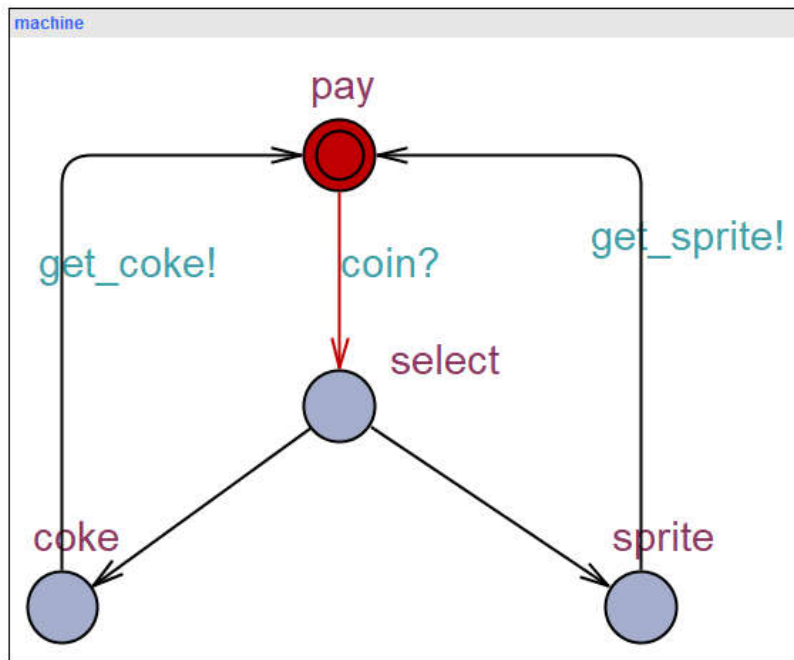 machine
pay
get_coke!
coin?
get_sprite!
select
coke
sprite